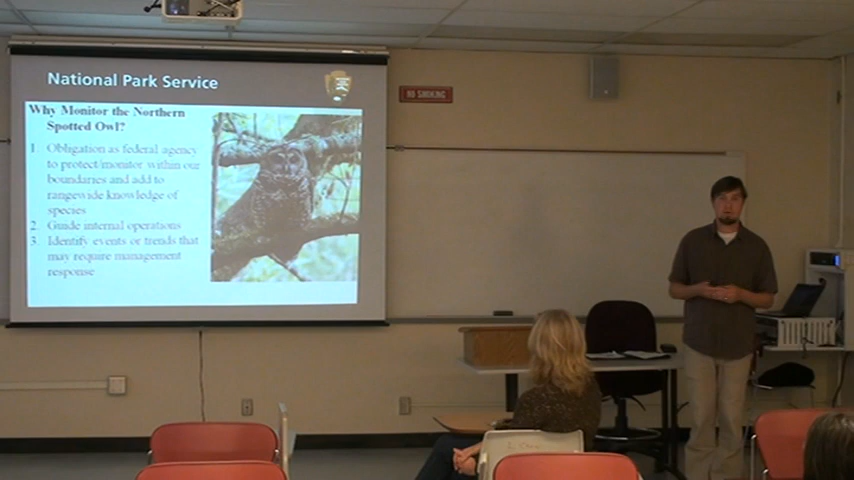 National Park Service
NO SMOKING
Why Monitor the Northern
Spotted Owl?
1. Obligation as federal agency
to protect/monitor within our
boundaries and add to
rangewide knowledge of
species
2. Guide internal operations
3. Identify events or trends that
may require management
response